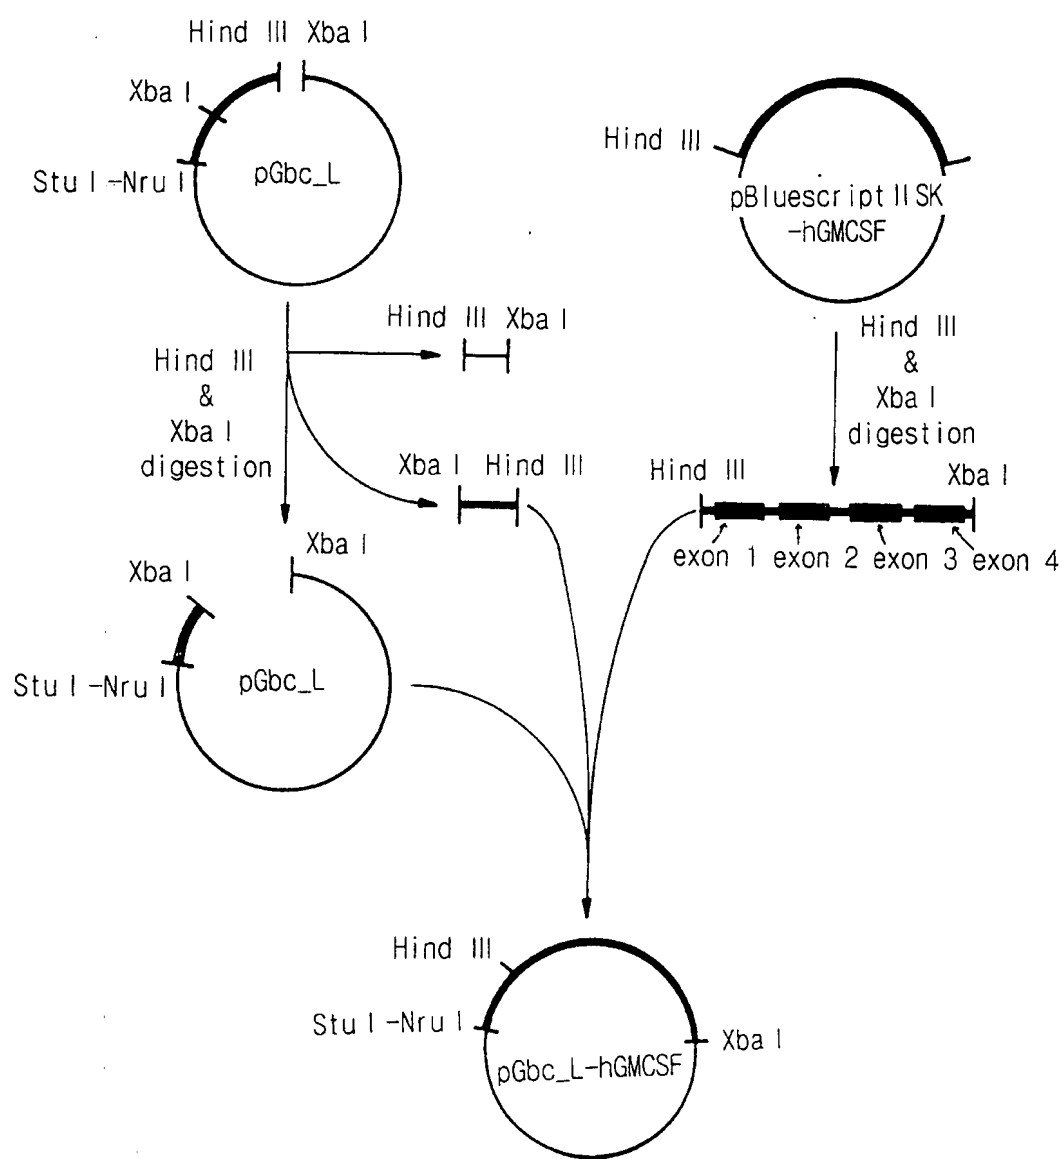 Hind III Xba I
Xba I
Stu I-Nru I
pGbc_L
Hind III
pBluescript II SK
-hGMCSF
Hind III
&
Xba I
digestion
Hind III Xba I
Xba I Hind III
Hind III
&
Xba I
digestion
Hind III
Xba I
exon 1 exon 2 exon 3 exon 4
Xba I
Xba I
Stu I-Nru I
pGbc_L
Hind III
Stu I-Nru I
Xba I
pGbc_L-hGMCSF